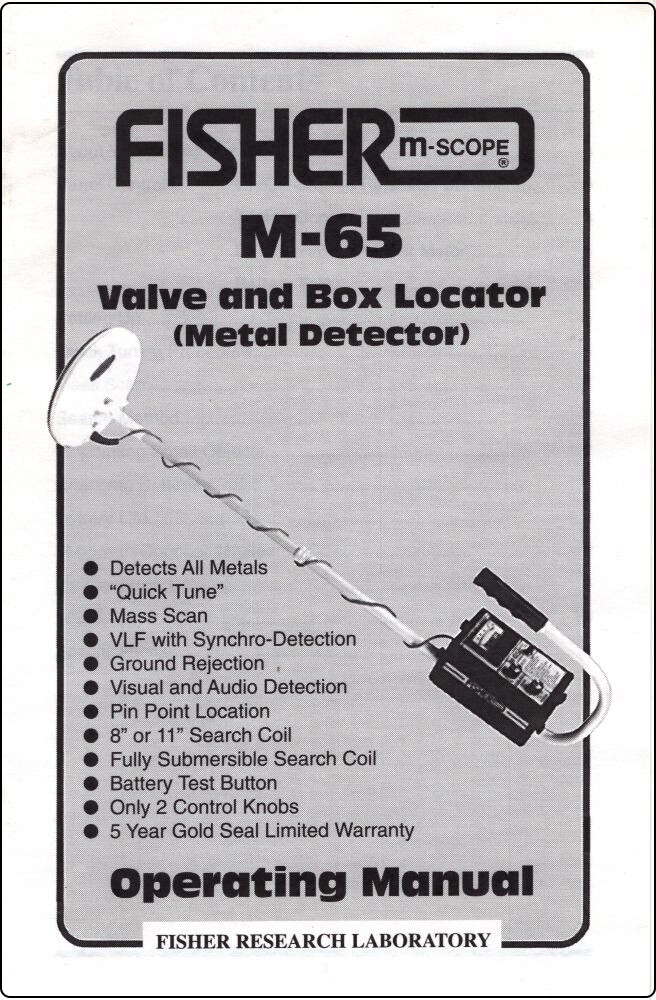 FISHER m-SCOPE ®
M-65
Valve and Box Locator
(Metal Detector)
● Detects All Metals
● “Quick Tune”
● Mass Scan
● VLF with Synchro-Detection
● Ground Rejection
● Visual and Audio Detection
● Pin Point Location
● 8” or 11” Search Coil
● Fully Submersible Search Coil
● Battery Test Button
● Only 2 Control Knobs
● 5 Year Gold Seal Limited Warranty
Operating Manual
FISHER RESEARCH LABORATORY